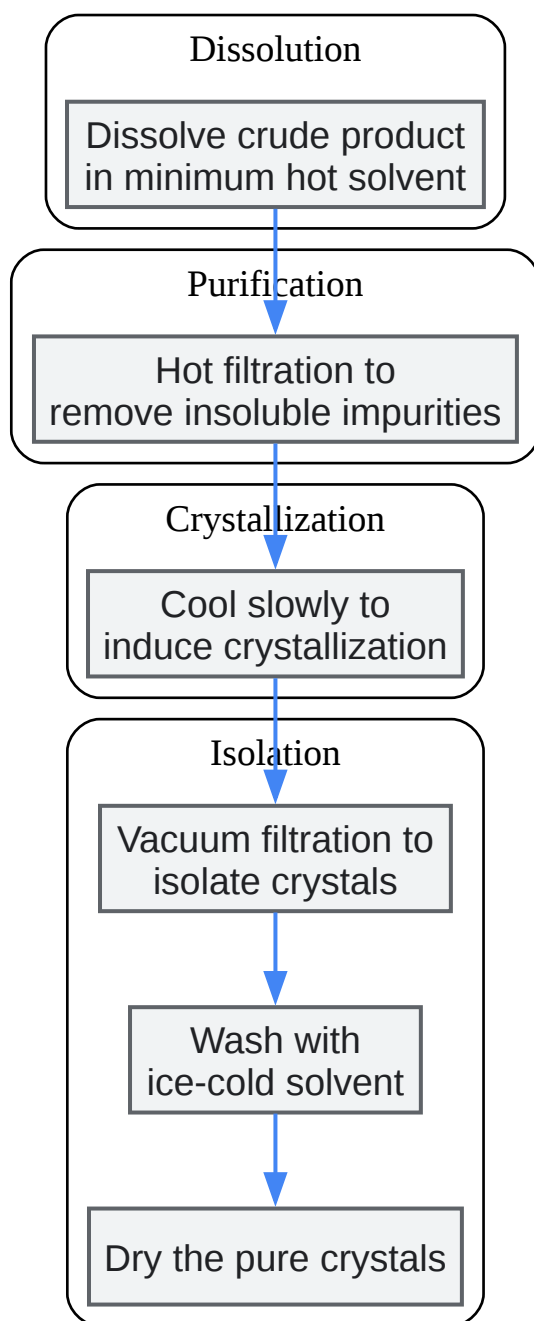 Dissolution
Dissolve crude product
in minimum hot solvent
Purification
Hot filtration to
remove insoluble impurities
Crystallization
Cool slowly to
induce crystallization
Isolation
Vacuum filtration to
isolate crystals
Wash with
ice-cold solvent
Dry the pure crystals